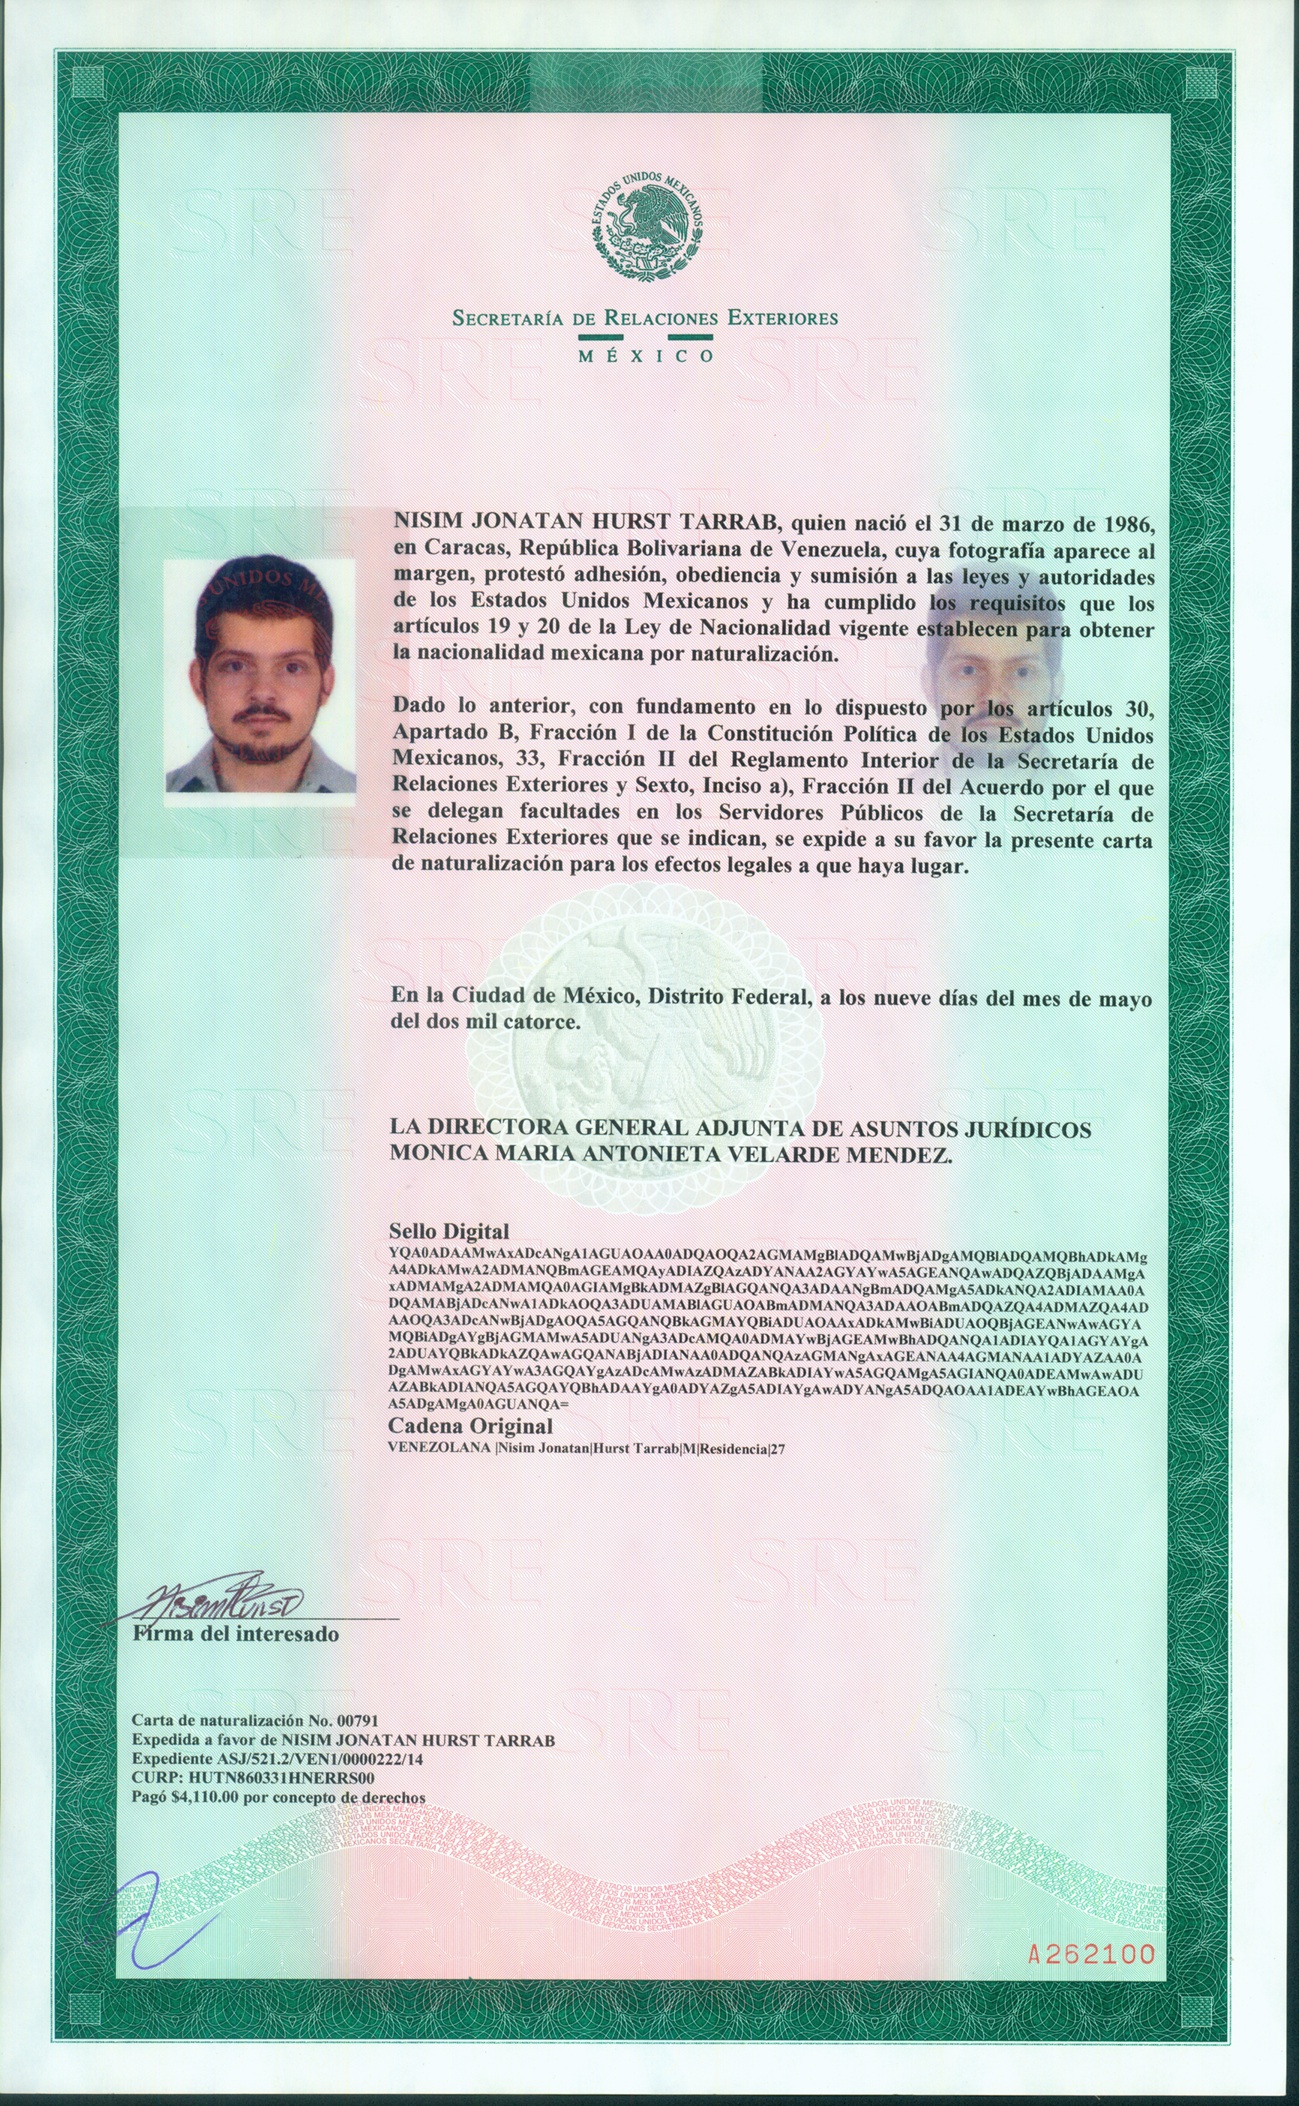 ESTADOS UNIDOS MEXICANOS
SECRETARÍA DE RELACIONES EXTERIORES
MÉXICO
NISIM JONATAN HURST TARRAB, quien nació el 31 de marzo de 1986,
en Caracas, República Bolivariana de Venezuela, cuya fotografía aparece al
margen, protestó adhesión, obediencia y sumisión a las leyes y autoridades
de los Estados Unidos Mexicanos y ha cumplido los requisitos que los
artículos 19 y 20 de la Ley de Nacionalidad vigente establecen para obtener
la nacionalidad mexicana por naturalización.
Dado lo anterior, con fundamento en lo dispuesto por los artículos 30,
Apartado B, Fracción I de la Constitución Política de los Estados Unidos
Mexicanos, 33, Fracción II del Reglamento Interior de la Secretaría de
Relaciones Exteriores y Sexto, Inciso a), Fracción II del Acuerdo por el que
se delegan facultades en los Servidores Públicos de la Secretaría de
Relaciones Exteriores que se indican, se expide a su favor la presente carta
de naturalización para los efectos legales a que haya lugar.
En la Ciudad de México, Distrito Federal, a los nueve días del mes de mayo
del dos mil catorce.
LA DIRECTORA GENERAL ADJUNTA DE ASUNTOS JURÍDICOS
MONICA MARIA ANTONIETA VELARDE MENDEZ.
Sello Digital
A5ADgAMgA0AGUANQA=
Cadena Original
VENEZOLANA |Nisim Jonatan|Hurst Tarrab|M|Residencia|27
Nisim Hurst
Firma del interesado
Carta de naturalización No. 00791
Expedida a favor de NISIM JONATAN HURST TARRAB
Expediente ASJ/521.2/VEN1/0000222/14
CURP: HUTN860331HNERRS00
Pagó $4,110.00 por concepto de derechos
A262100